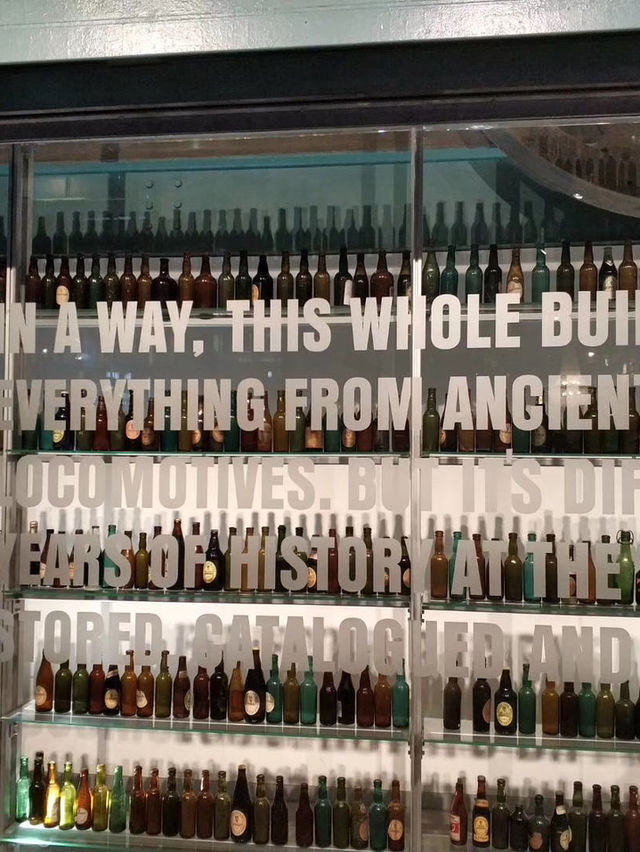 IN A WAY, THIS WHOLE BUI
EVERYTHING FROM ANCIENT
LOCOMOTIVES. BUT IT'S DIF
YEARS OF HISTORY AT THE
STORED, CATALOGUED AND